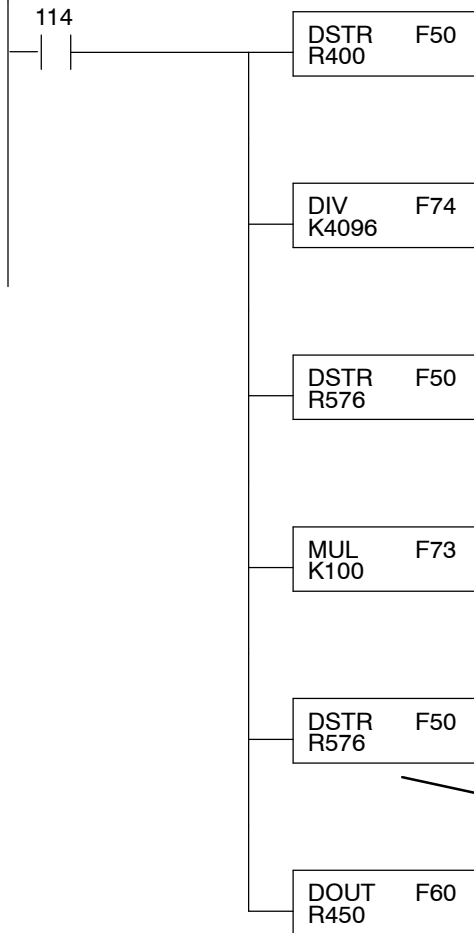 114
DSTR F50
R400
DIV F74
K4096
DSTR F50
R576
MUL F73
K100
DSTR F50
R576
DOUT F60
R450